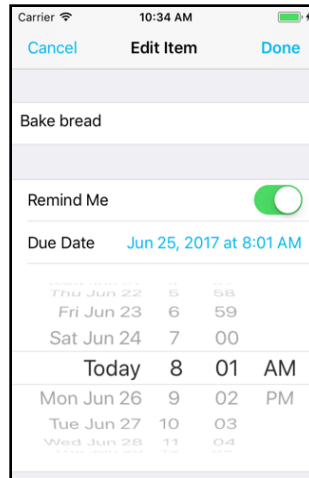 Carrier 10:34 AM
Cancel Edit Item Done
Bake bread
Remind Me
Due Date Jun 25, 2017 at 8:01 AM
Thu Jun 22 5 58
Fri Jun 23 6 59
Sat Jun 24 7 00
Today 8 01 AM
Mon Jun 26 9 02 PM
Tue Jun 27 10 03
Wed Jun 28 11 04